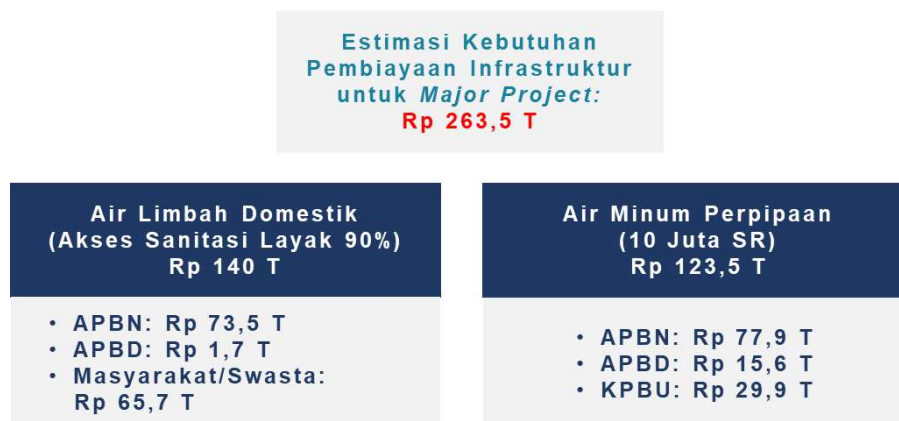 Estimasi Kebutuhan
Pembiayaan Infrastruktur
untuk Major Project:
Rp 263,5 T
Air Limbah Domestik
(Akses Sanitasi Layak 90%)
Rp 140 T
• APBN: Rp 73,5 T
• APBD: Rp 1,7 T
• Masyarakat/Swasta:
Rp 65,7 T
Air Minum Perpipaan
(10 Juta SR)
Rp 123,5 T
• APBN: Rp 77,9 T
• APBD: Rp 15,6 T
• KPBU: Rp 29,9 T